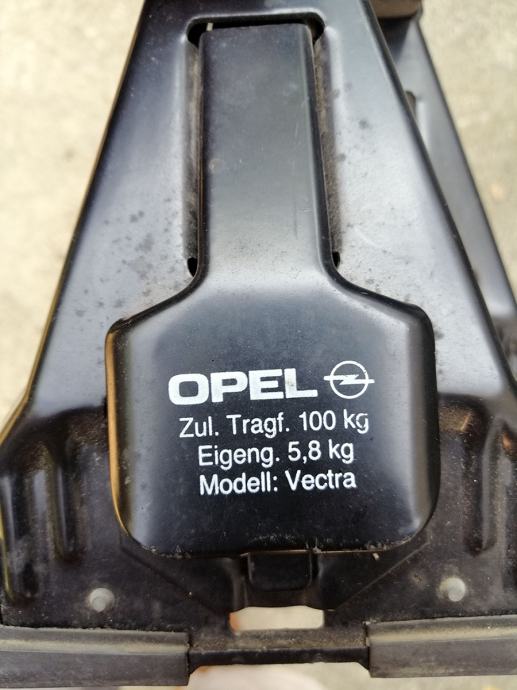 OPEL
Zul. Tragf. 100 kg
Eigeng. 5,8 kg
Modell: Vectra